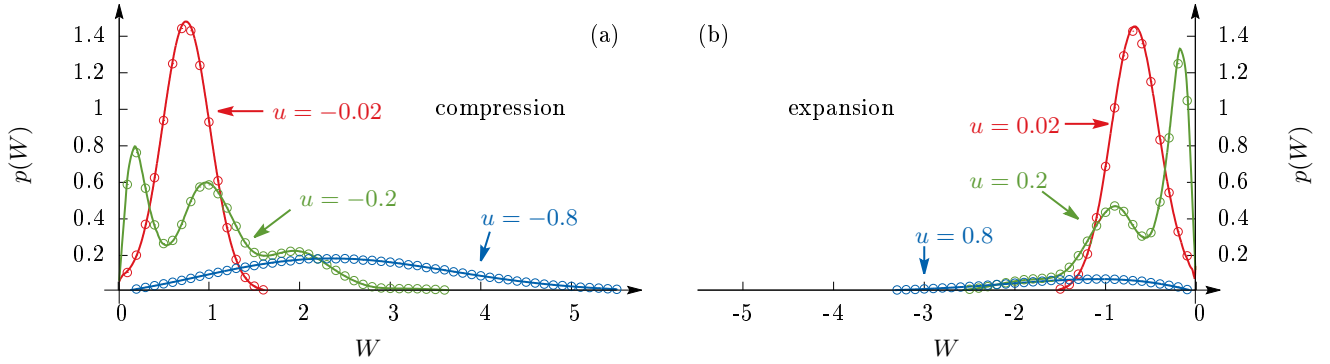 1.4
1.2
1
0.8
0.6
0.4
0.2
p(W)
(a)
u = −0.02
compression
u = −0.2
u = −0.8
0 1 2 3 4 5
W
(b)
expansion
u = 0.02
u = 0.2
u = 0.8
1.4
1.2
1
0.8
0.6
0.4
0.2
p(W)
-5 -4 -3 -2 -1 0
W